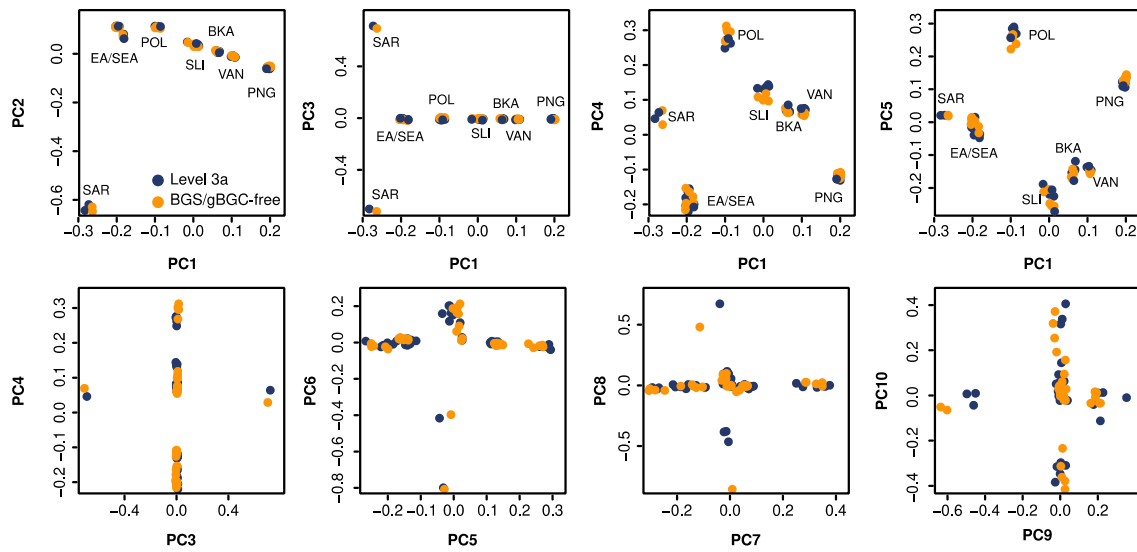 PC2
0.0
−0.2
−0.4
−0.6
EA/SEA
POL
BKA
SLI
VAN
PNG
SAR
Level 3a
BGS/gBGC-free
−0.3 −0.2 −0.1 0.0 0.1 0.2
PC1
PC3
0.4
0.0
−0.4
SAR
EA/SEA
POL
SLI
BKA
VAN
PNG
SAR
−0.3 −0.2 −0.1 0.0 0.1 0.2
PC1
PC4
0.3
0.2
0.1
0.0
−0.1
−0.2
POL
SAR
SLI
VAN
BKA
EA/SEA
PNG
−0.3 −0.2 −0.1 0.0 0.1 0.2
PC1
PC5
0.3
0.2
0.1
0.0
−0.1
−0.2
POL
SAR
EA/SEA
PNG
BKA
VAN
SLI
−0.3 −0.2 −0.1 0.0 0.1 0.2
PC1
PC4
0.3
0.2
0.1
0.0
−0.1
−0.2
−0.4 0.0 0.4
PC3
PC6
0.2
0.0
−0.2
−0.4
−0.6
−0.8
−0.2 −0.1 0.0 0.1 0.2 0.3
PC5
PC8
0.5
0.0
−0.5
−0.2 0.0 0.2 0.4
PC7
PC10
0.4
0.2
0.0
−0.2
−0.4
−0.6 −0.4 −0.2 0.0 0.2
PC9